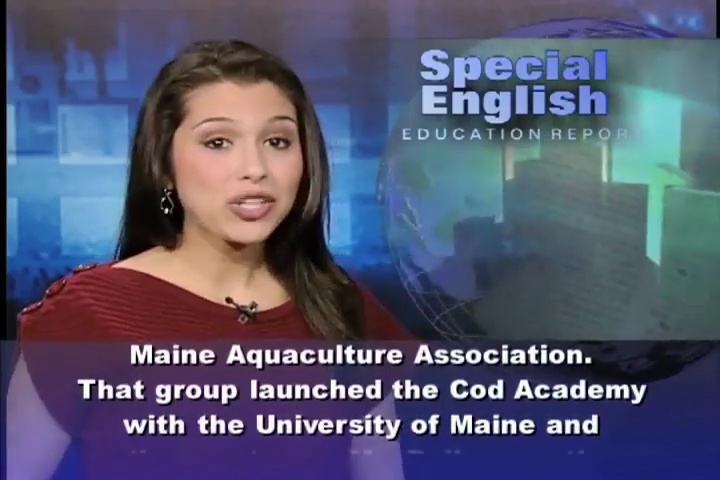 Special
English
EDUCATION REPORT
Maine Aquaculture Association.
That group launched the Cod Academy
with the University of Maine and